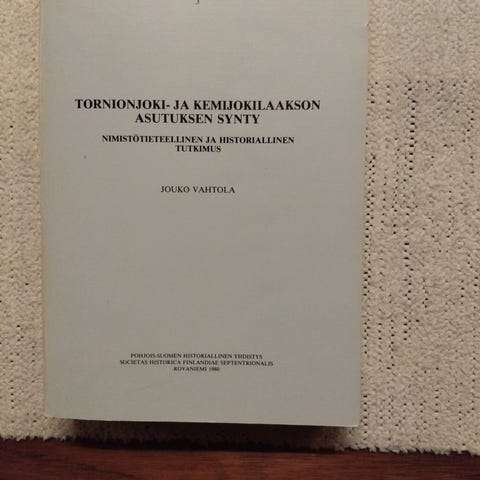 3
TORNIONJOKI- JA KEMIJOKILAAKSON
ASUTUKSEN SYNTY
NIMISTÖTIETEELLINEN JA HISTORIALLINEN
TUTKIMUS
JOUKO VAHTOLA
POHJOIS-SUOMEN HISTORIALLINEN YHDISTYS
SOCIETAS HISTORICA FINLANDIAE SEPTENTRIONALIS
ROVANIEMI 1980